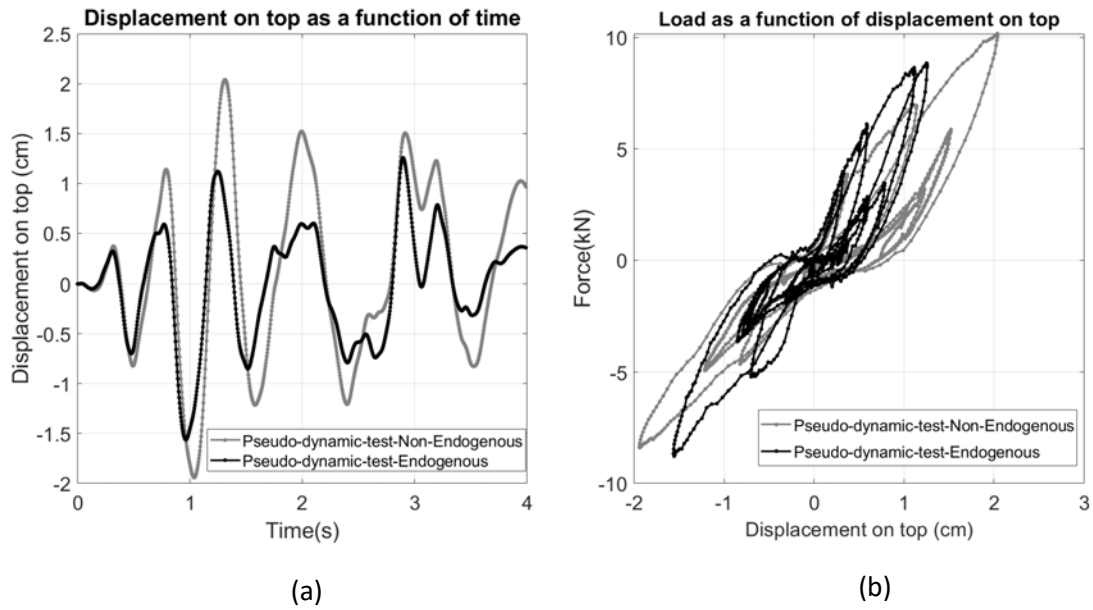 Displacement on top as a function of time
2.5
2
1.5
1
0.5
0
-0.5
-1
-1.5
-2
Displacement on top (cm)
Pseudo-dynamic-test-Non-Endogenous
Pseudo-dynamic-test-Endogenous
0 1 2 3 4
Time(s)
(a)
Load as a function of displacement on top
10
5
0
-5
-10
Force(kN)
Pseudo-dynamic-test-Non-Endogenous
Pseudo-dynamic-test-Endogenous
-2 -1 0 1 2 3
Displacement on top (cm)
(b)